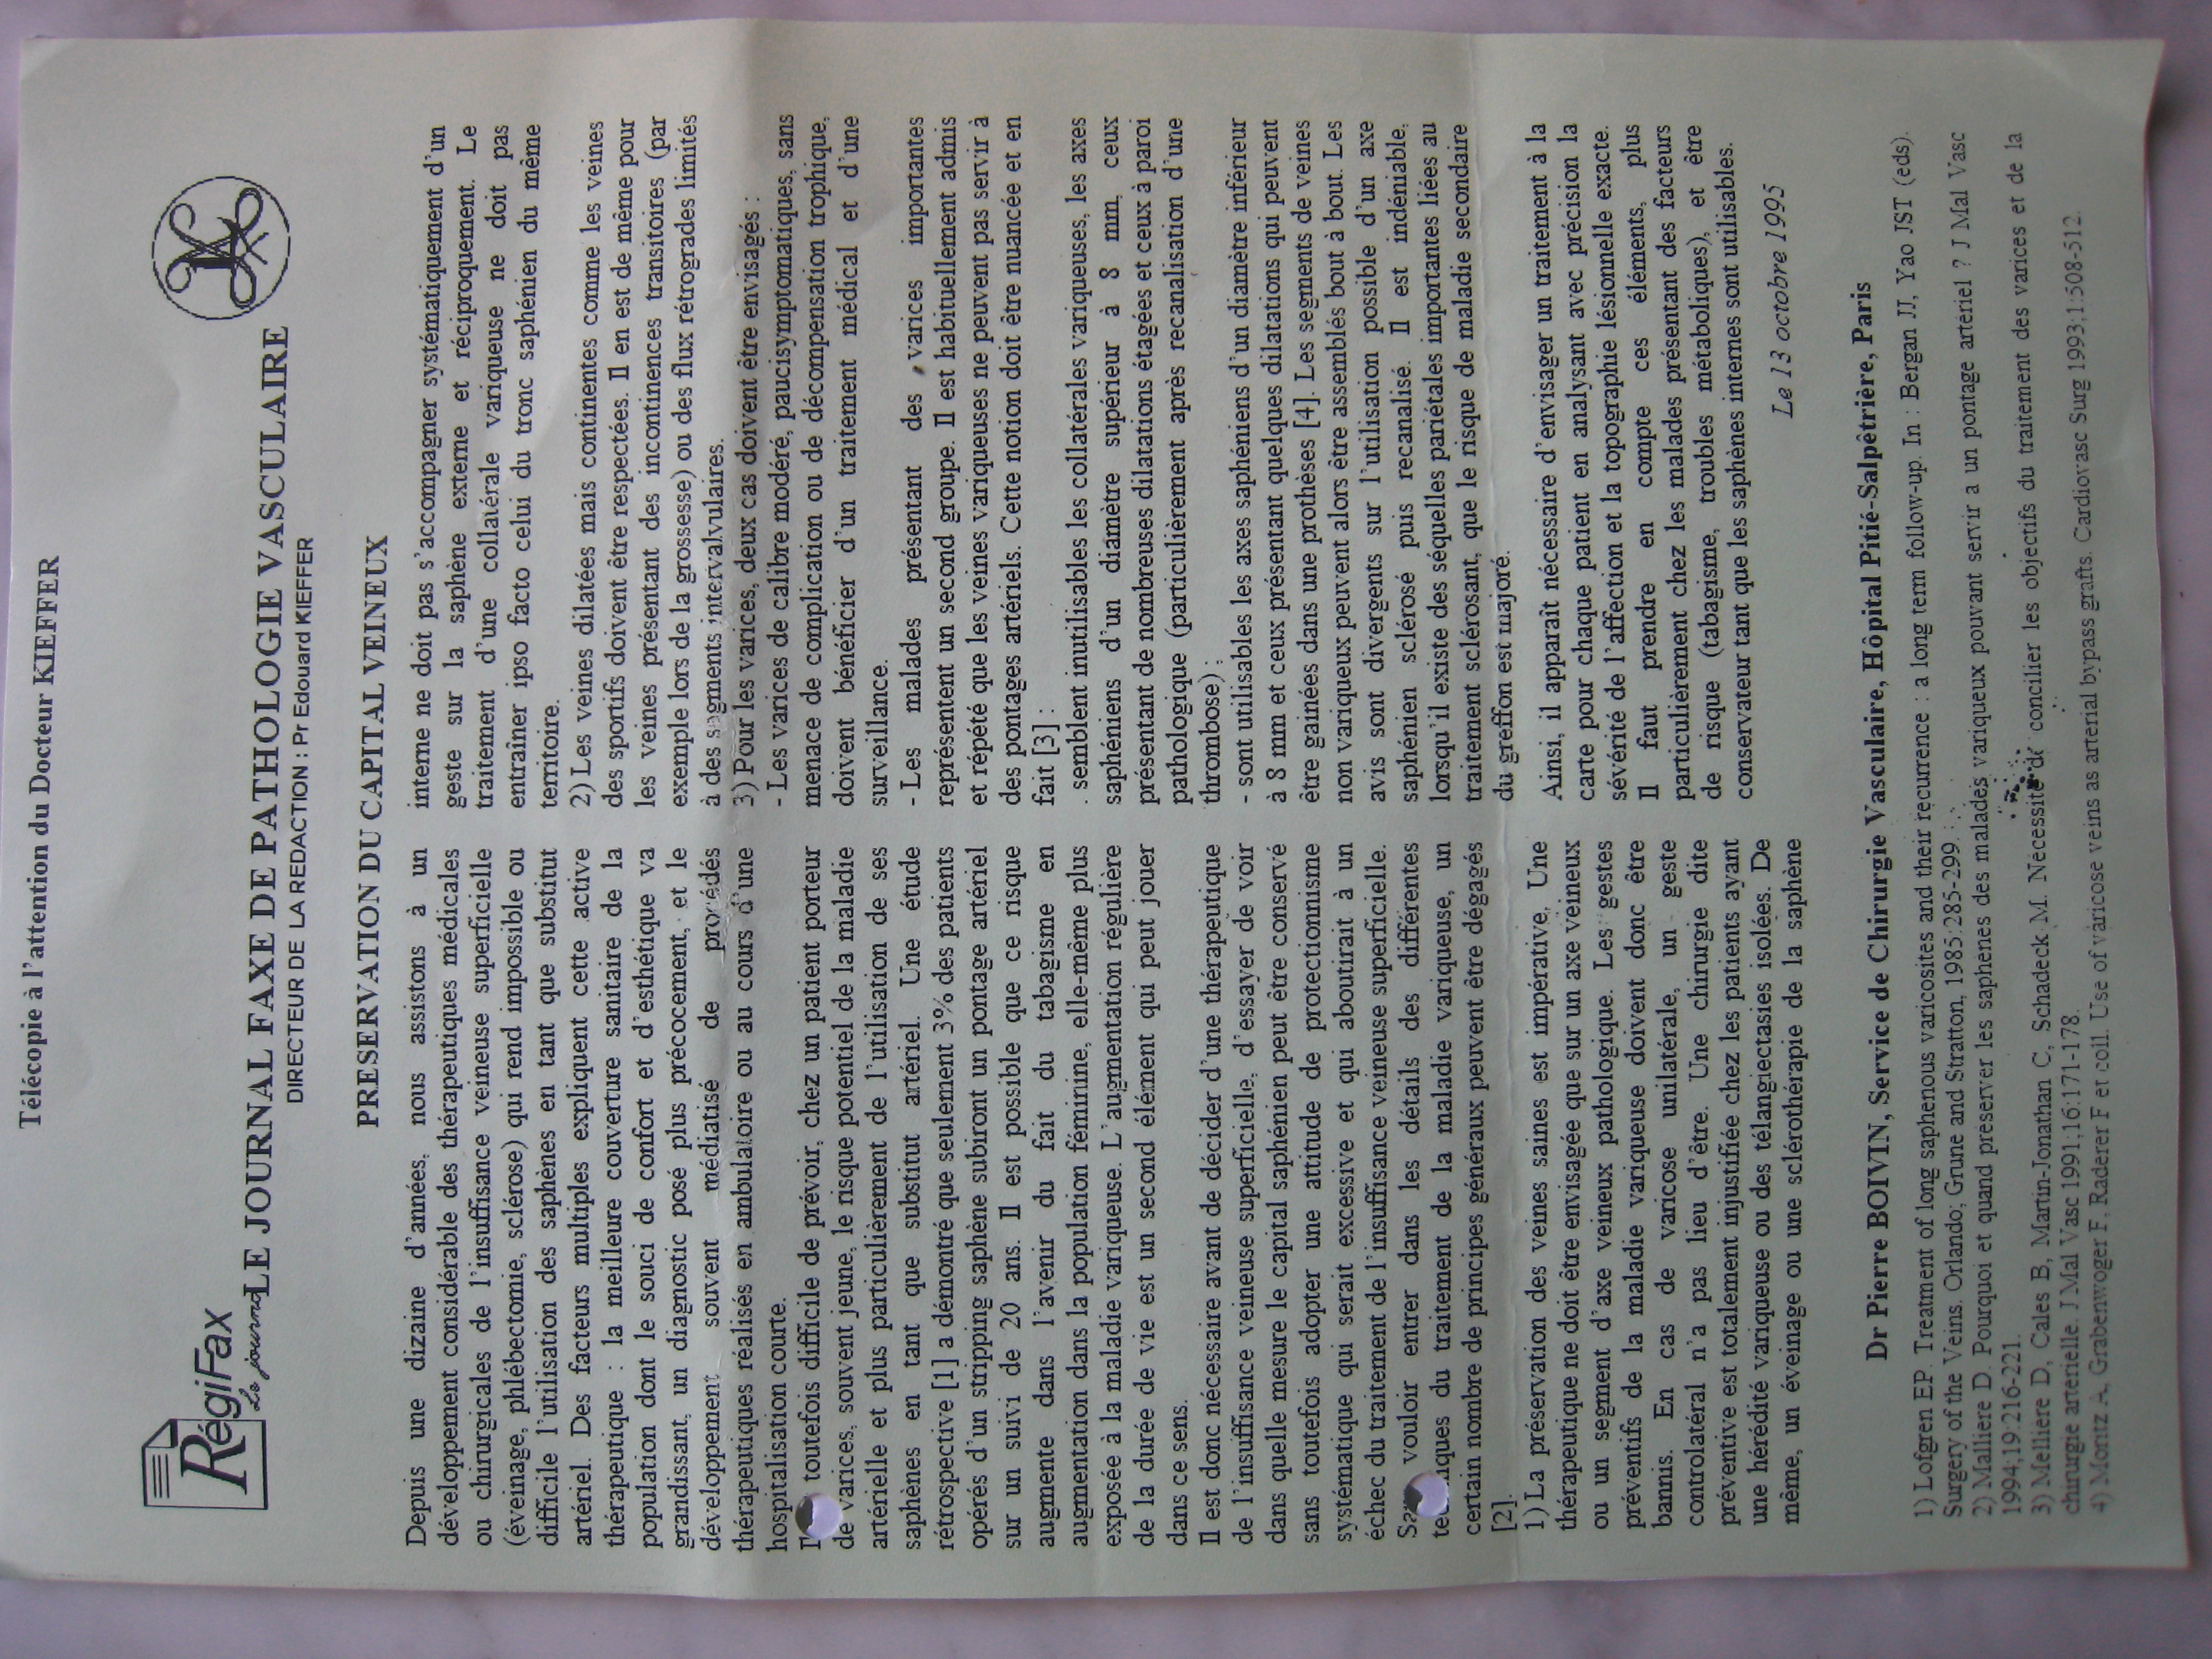 Télécopie à l'attention du Docteur KIEFFER
RégiFax
Le journal
LE JOURNAL FAXE DE PATHOLOGIE VASCULAIRE
DIRECTEUR DE LA REDACTION : Pr Edouard KIEFFER
PRESERVATION DU CAPITAL VEINEUX
Depuis une dizaine d'années, nous assistons à un
développement considérable des thérapeutiques médicales
ou chirurgicales de l'insuffisance veineuse superficielle
(éveinage, phlébectomie, sclérose) qui rend impossible ou
difficile l'utilisation des saphènes en tant que substitut
artériel. Des facteurs multiples expliquent cette active
thérapeutique : la meilleure couverture sanitaire de la
population dont le souci de confort et d'esthétique va
grandissant, un diagnostic posé plus précocement, et le
développement souvent médiatisé de procédés
thérapeutiques réalisés en ambulatoire ou au cours d'une
hospitalisation courte.
toutefois difficile de prévoir, chez un patient porteur
de varices, souvent jeune, le risque potentiel de la maladie
artérielle et plus particulièrement de l'utilisation de ses
saphènes en tant que substitut artériel. Une étude
rétrospective [1] a démontré que seulement 3% des patients
opérés d'un stripping saphène subiront un pontage artériel
sur un suivi de 20 ans. Il est possible que ce risque
augmente dans l'avenir du fait du tabagisme en
augmentation dans la population féminine, elle-même plus
exposée à la maladie variqueuse. L'augmentation régulière
de la durée de vie est un second élément qui peut jouer
dans ce sens.
Il est donc nécessaire avant de décider d'une thérapeutique
de l'insuffisance veineuse superficielle, d'essayer de voir
dans quelle mesure le capital saphénien peut être conservé
sans toutefois adopter une attitude de protectionnisme
systématique qui serait excessive et qui aboutirait à un
échec du traitement de l'insuffisance veineuse superficielle.
vouloir entrer dans les détails des différentes
techniques du traitement de la maladie variqueuse, un
certain nombre de principes généraux peuvent être dégagés
[2].
1) La préservation des veines saines est impérative. Une
thérapeutique ne doit être envisagée que sur un axe veineux
ou un segment d'axe veineux pathologique. Les gestes
préventifs de la maladie variqueuse doivent donc être
bannis. En cas de varicose unilatérale, un geste
controlatéral n'a pas lieu d'être. Une chirurgie dite
préventive est totalement injustifiée chez les patients ayant
une hérédité variqueuse ou des télangiectasies isolées. De
même, un éveinage ou une sclérothérapie de la saphène
interne ne doit pas s'accompagner systématiquement d'un
geste sur la saphène externe et réciproquement. Le
traitement d'une collatérale variqueuse ne doit pas
entrainer ipso facto celui du tronc saphénien du même
territoire.
2) Les veines dilatées mais continentes comme les veines
des sportifs doivent être respectées. Il en est de même pour
les veines présentant des incontinences transitoires (par
exemple lors de la grossesse) ou des flux rétrogrades limités
à des segments intervalvulaires.
3) Pour les varices, deux cas doivent être envisagés :
- Les varices de calibre modéré, paucisymptomatiques, sans
menace de complication ou de décompensation trophique,
doivent bénéficier d'un traitement médical et d'une
surveillance.
- Les malades présentant des varices importantes
représentent un second groupe. Il est habituellement admis
et répété que les veines variqueuses ne peuvent pas servir à
des pontages artériels. Cette notion doit être nuancée et en
fait [3] :
. semblent inutilisables les collatérales variqueuses, les axes
saphéniens d'un diamètre supérieur à 8 mm, ceux
présentant de nombreuses dilatations étagées et ceux à paroi
pathologique (particulièrement après recanalisation d'une
thrombose) ;
- sont utilisables les axes saphéniens d'un diamètre inférieur
à 8 mm et ceux présentant quelques dilatations qui peuvent
être gainées dans une prothèses [4]. Les segments de veines
non variqueux peuvent alors être assemblés bout à bout. Les
avis sont divergents sur l'utilisation possible d'un axe
saphénien sclérosé puis recanalisé. Il est indéniable,
lorsqu'il existe des séquelles pariétales importantes liées au
traitement sclérosant, que le risque de maladie secondaire
du greffon est majoré.
Ainsi, il apparaît nécessaire d'envisager un traitement à la
carte pour chaque patient en analysant avec précision la
sévérité de l'affection et la topographie lésionnelle exacte.
Il faut prendre en compte ces éléments, plus
particulièrement chez les malades présentant des facteurs
de risque (tabagisme, troubles métaboliques), et être
conservateur tant que les saphènes internes sont utilisables.
Le 13 octobre 1995
Dr Pierre BOIVIN, Service de Chirurgie Vasculaire, Hôpital Pitié-Salpêtrière, Paris
1) Lofgren EP. Treatment of long saphenous varicosites and their recurrence : a long term follow-up. In : Bergan JJ, Yao JST (eds).
Surgery of the Veins. Orlando; Grune and Stratton, 1985:285-299.
2) Malliere D. Pourquoi et quand préserver les saphènes des malades variqueux pouvant servir a un pontage artériel ? J Mal Vasc
1994;19:216-221.
3) Mellière D, Cales B, Martin-Jonathan C, Schadeck M. Nécessité de concilier les objectifs du traitement des varices et de la
chirurgie artérielle. J Mal Vasc 1991;16:171-178.
4) Moritz A, Grabenwoger F, Raderer F et coll. Use of varicose veins as arterial bypass grafts. Cardiovasc Surg 1993;1:508-512.